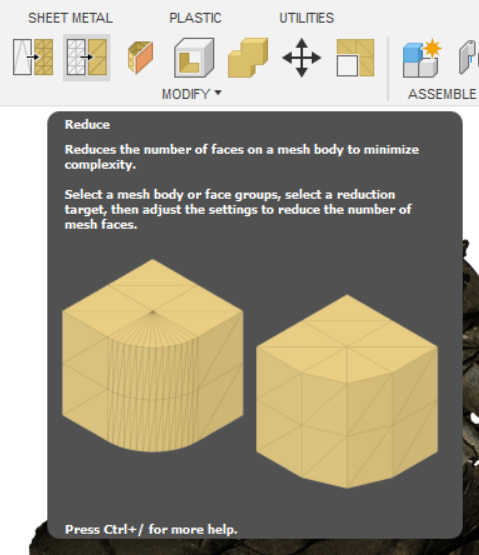 SHEET METAL PLASTIC UTILITIES
MODIFY ▾ ASSEMBLE
Reduce
Reduces the number of faces on a mesh body to minimize
complexity.
Select a mesh body or face groups, select a reduction
target, then adjust the settings to reduce the number of
mesh faces.
Press Ctrl+/ for more help.